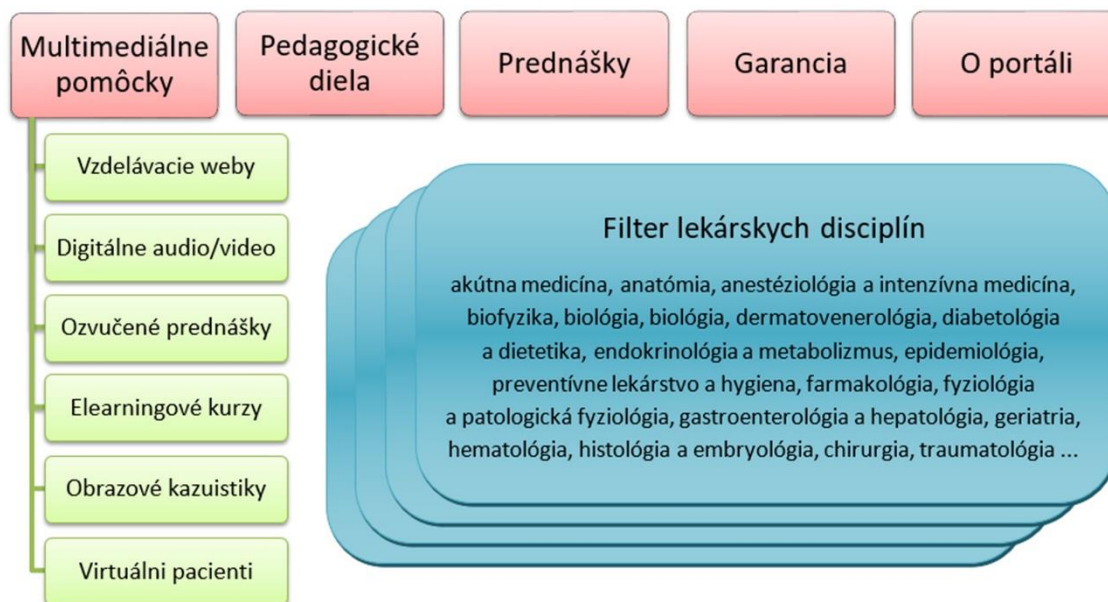 Multimediálne
pomôcky
Pedagogické
diela
Prednášky
Garancia
O portáli
Vzdelávacie weby
Digitálne audio/video
Ozvučené prednášky
Elearningové kurzy
Obrazové kazuistiky
Virtuálni pacienti
Filter lekárskych disciplín
akútna medicína, anatómia, anestéziológia a intenzívna medicína,
biofyzika, biológia, biológia, dermatovenerológia, diabetológia
a dietetika, endokrinológia a metabolizmus, epidemiológia,
preventívne lekárstvo a hygiena, farmakológia, fyziológia
a patologická fyziológia, gastroenterológia a hepatológia, geriatria,
hematológia, histológia a embryológia, chirurgia, traumatológia ...